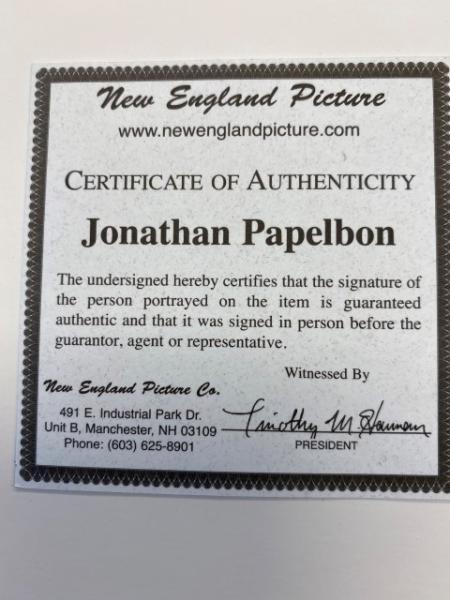 New England Picture
www.newenglandpicture.com
CERTIFICATE OF AUTHENTICITY
Jonathan Papelbon
The undersigned hereby certifies that the signature of
the person portrayed on the item is guaranteed
authentic and that it was signed in person before the
guarantor, agent or representative.
Witnessed By
New England Picture Co.
491 E. Industrial Park Dr.
Unit B, Manchester, NH 03109
Phone: (603) 625-8901
Timothy M
PRESIDENT